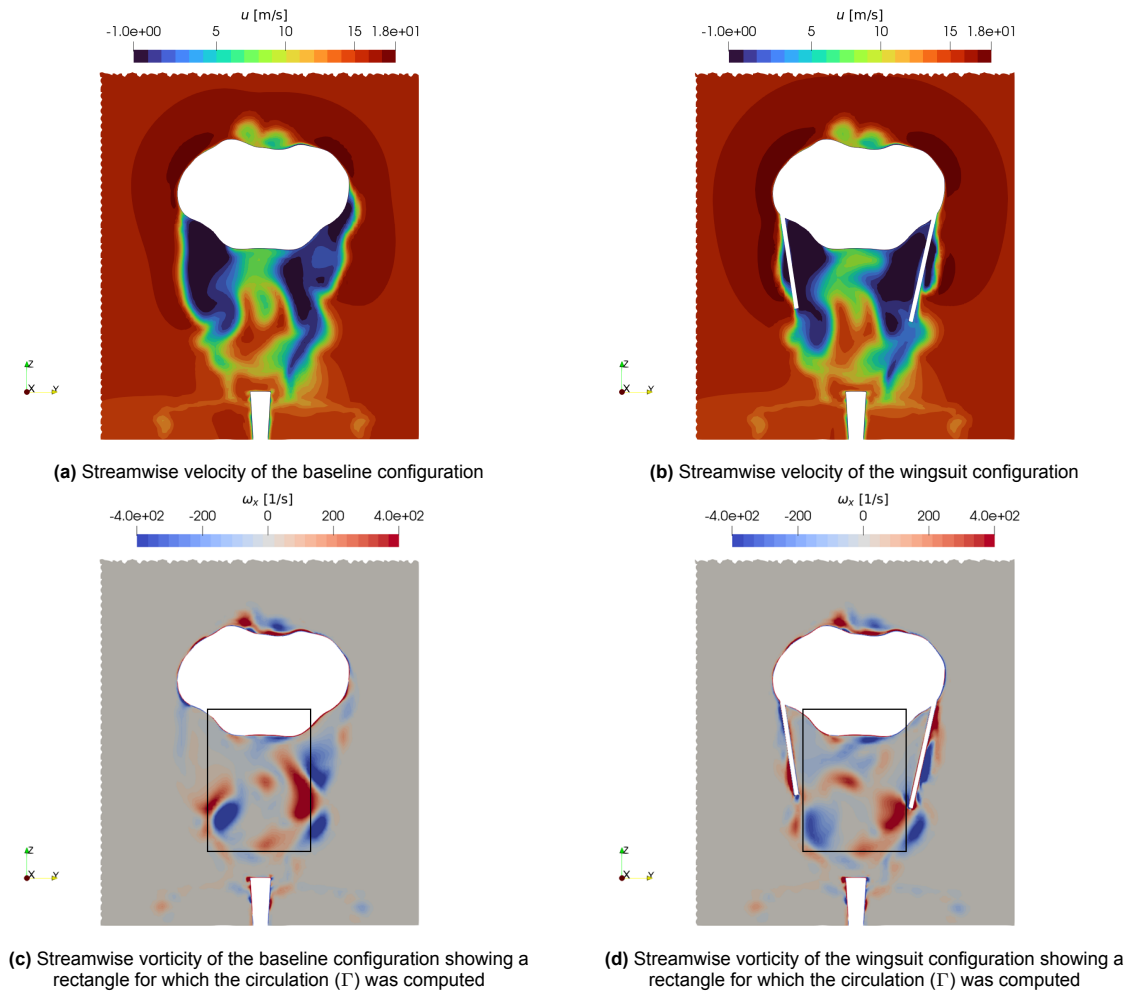 u [m/s]
-1.0e+00 5 10 15 1.8e+01
u [m/s]
-1.0e+00 5 10 15 1.8e+01
Z
X Y
Z
X Y
(a) Streamwise velocity of the baseline configuration
(b) Streamwise velocity of the wingsuit configuration
ωx [1/s]
-4.0e+02 -200 0 200 4.0e+02
ωx [1/s]
-4.0e+02 -200 0 200 4.0e+02
Z
X Y
Z
X Y
(c) Streamwise vorticity of the baseline configuration showing a
rectangle for which the circulation (Γ) was computed
(d) Streamwise vorticity of the wingsuit configuration showing a
rectangle for which the circulation (Γ) was computed